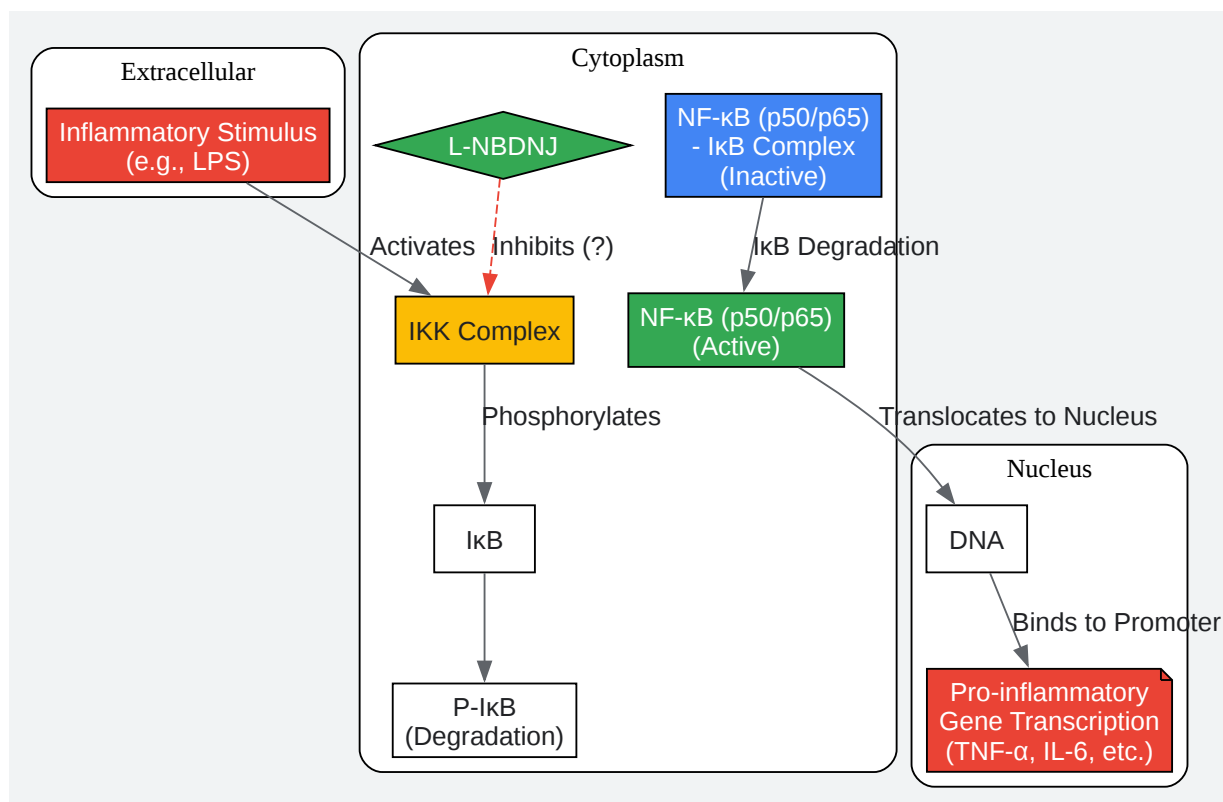 Extracellular
Inflammatory Stimulus
(e.g., LPS)
Cytoplasm
L-NBDNJ
NF-κB (p50/p65)
- IκB Complex
(Inactive)
Activates
Inhibits (?)
IκB Degradation
IKK Complex
NF-κB (p50/p65)
(Active)
Phosphorylates
Translocates to Nucleus
Nucleus
IκB
DNA
Binds to Promoter
P-IκB
(Degradation)
Pro-inflammatory
Gene Transcription
(TNF-α, IL-6, etc.)